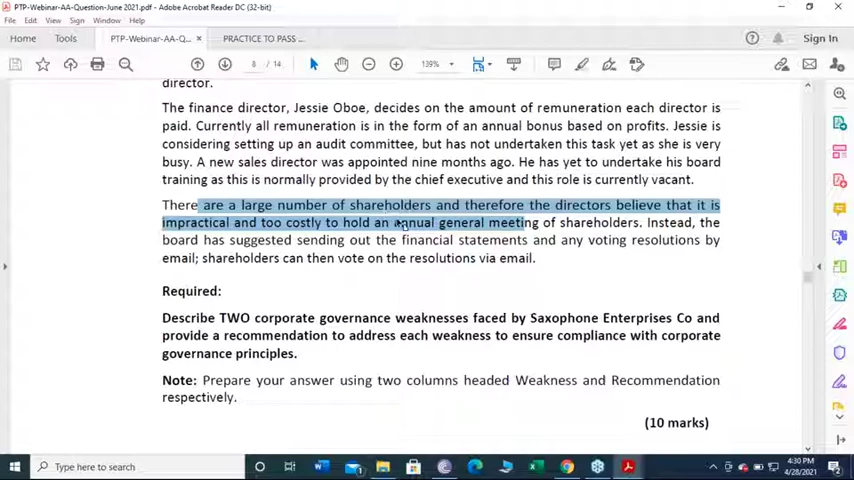 PTP-Webinar-AA-Question-June 2021.pdf - Adobe Acrobat Reader DC (32-bit)
File Edit View Sign Window Help
Home Tools PTP-Webinar-AA-Q... × PRACTICE TO PASS ... Sign In
8 / 14 139%
director.
The finance director, Jessie Oboe, decides on the amount of remuneration each director is
paid. Currently all remuneration is in the form of an annual bonus based on profits. Jessie is
considering setting up an audit committee, but has not undertaken this task yet as she is very
busy. A new sales director was appointed nine months ago. He has yet to undertake his board
training as this is normally provided by the chief executive and this role is currently vacant.
There are a large number of shareholders and therefore the directors believe that it is
impractical and too costly to hold an annual general meeting of shareholders. Instead, the
board has suggested sending out the financial statements and any voting resolutions by
email; shareholders can then vote on the resolutions via email.
Required:
Describe TWO corporate governance weaknesses faced by Saxophone Enterprises Co and
provide a recommendation to address each weakness to ensure compliance with corporate
governance principles.
Note: Prepare your answer using two columns headed Weakness and Recommendation
respectively.
(10 marks)
Type here to search
4:30 PM
4/28/2021